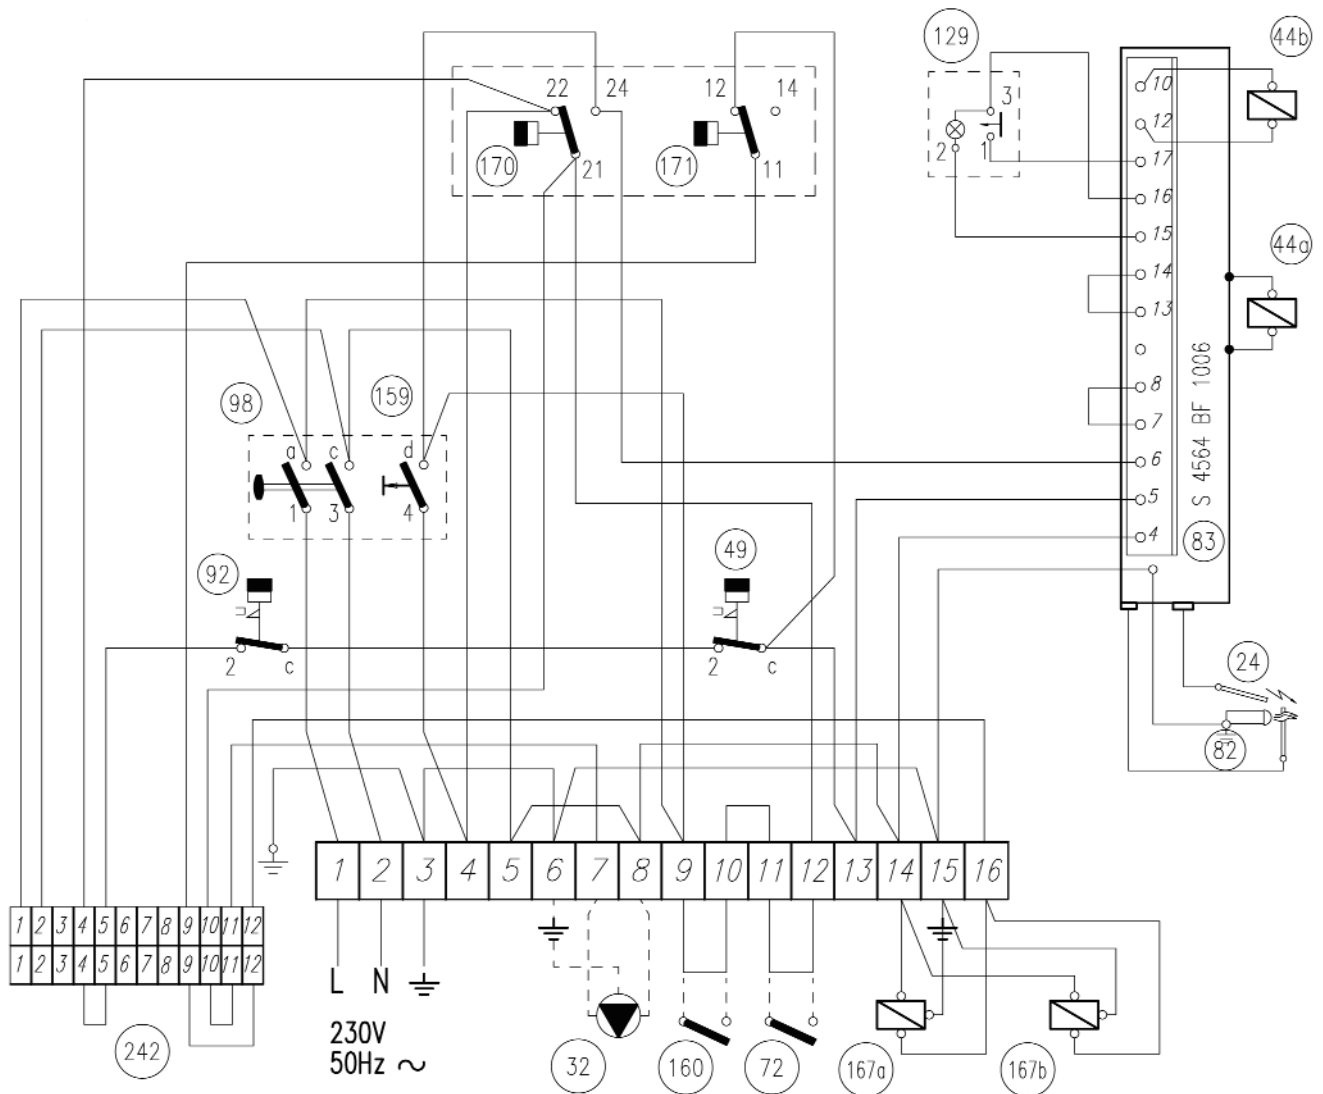 129
44b
22 24 12 14
3
10
12
170 21 171 11
2 1
17
16
15
44a
14
13
98 159
8
7
a c d
6
1 3 4
5
4
S 4564 BF 1006
83
92 49
2 c 2 c
24
82
1 2 3 4 5 6 7 8 9 10 11 12 13 14 15 16
1 2 3 4 5 6 7 8 9 10 11 12
1 2 3 4 5 6 7 8 9 10 11 12
L N
230V
50Hz ~
242 32 160 72 167a 167b